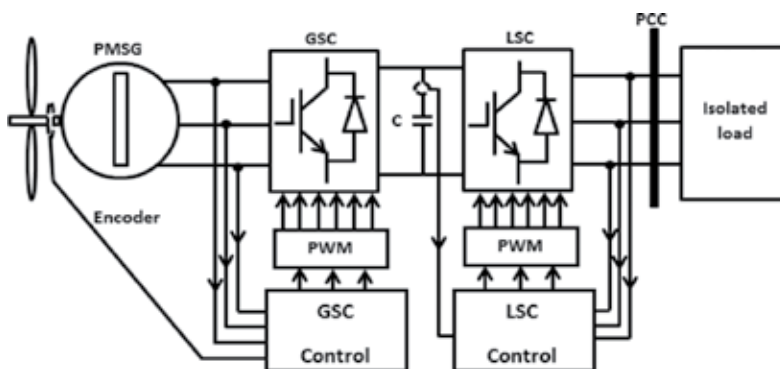 PMSG
GSC
LSC
PCC
C
Isolated
load
Encoder
PWM
PWM
GSC
Control
LSC
Control